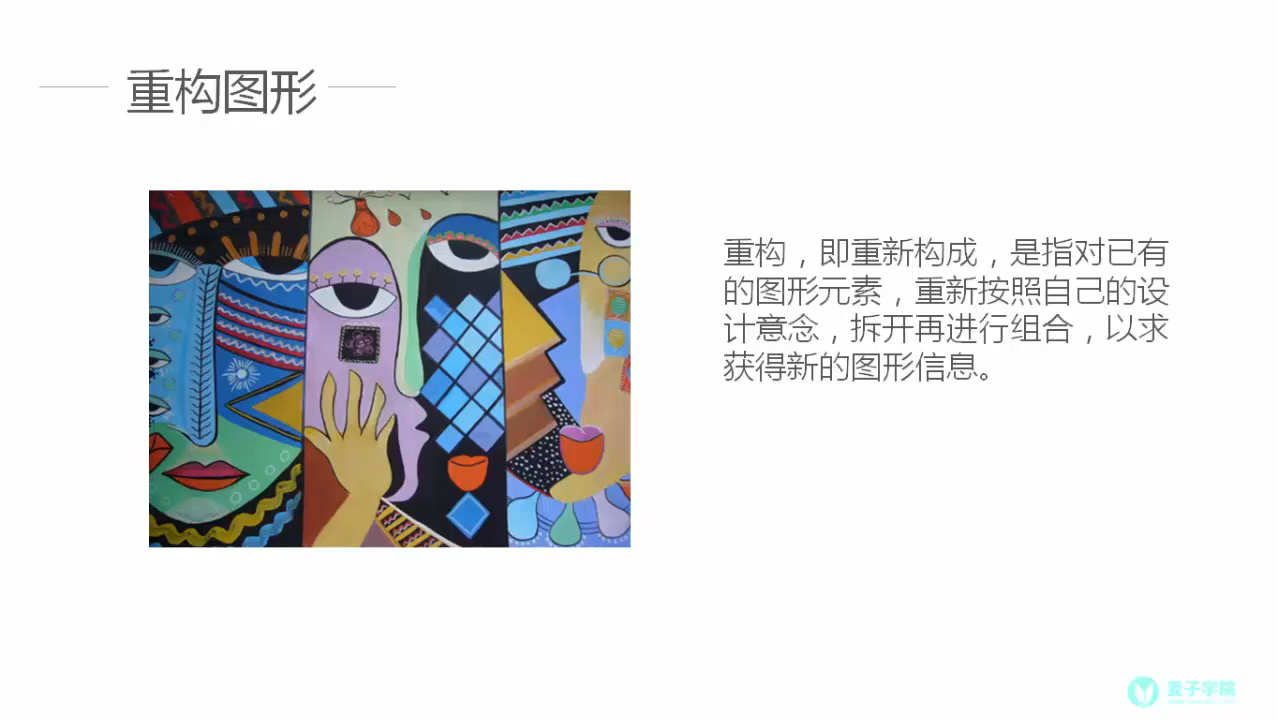 重构图形
重构，即重新构成，是指对已有
的图形元素，重新按照自己的设
计意念，拆开再进行组合，以求
获得新的图形信息。
麦子学院